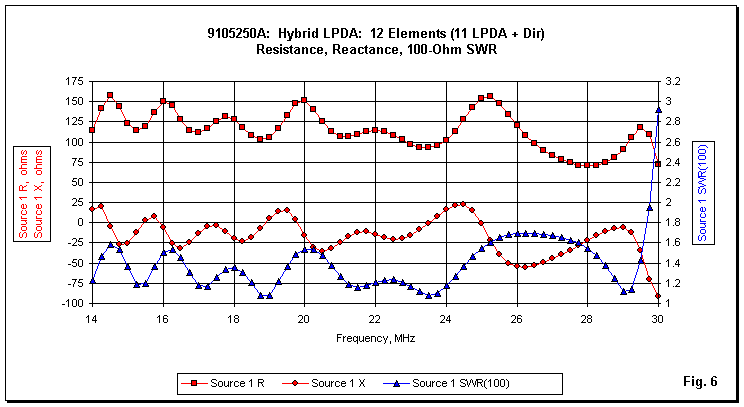 9105250A: Hybrid LPDA: 12 Elements (11 LPDA + Dir)
Resistance, Reactance, 100-Ohm SWR
175
150
125
100
75
50
25
0
-25
-50
-75
-100
Source 1 R, ohms
Source 1 X, ohms
3.2
3
2.8
2.6
2.4
2.2
2
1.8
1.6
1.4
1.2
1
Source 1 SWR(100)
14 16 18 20 22 24 26 28 30
Frequency, MHz
Source 1 R Source 1 X Source 1 SWR(100)
Fig. 6